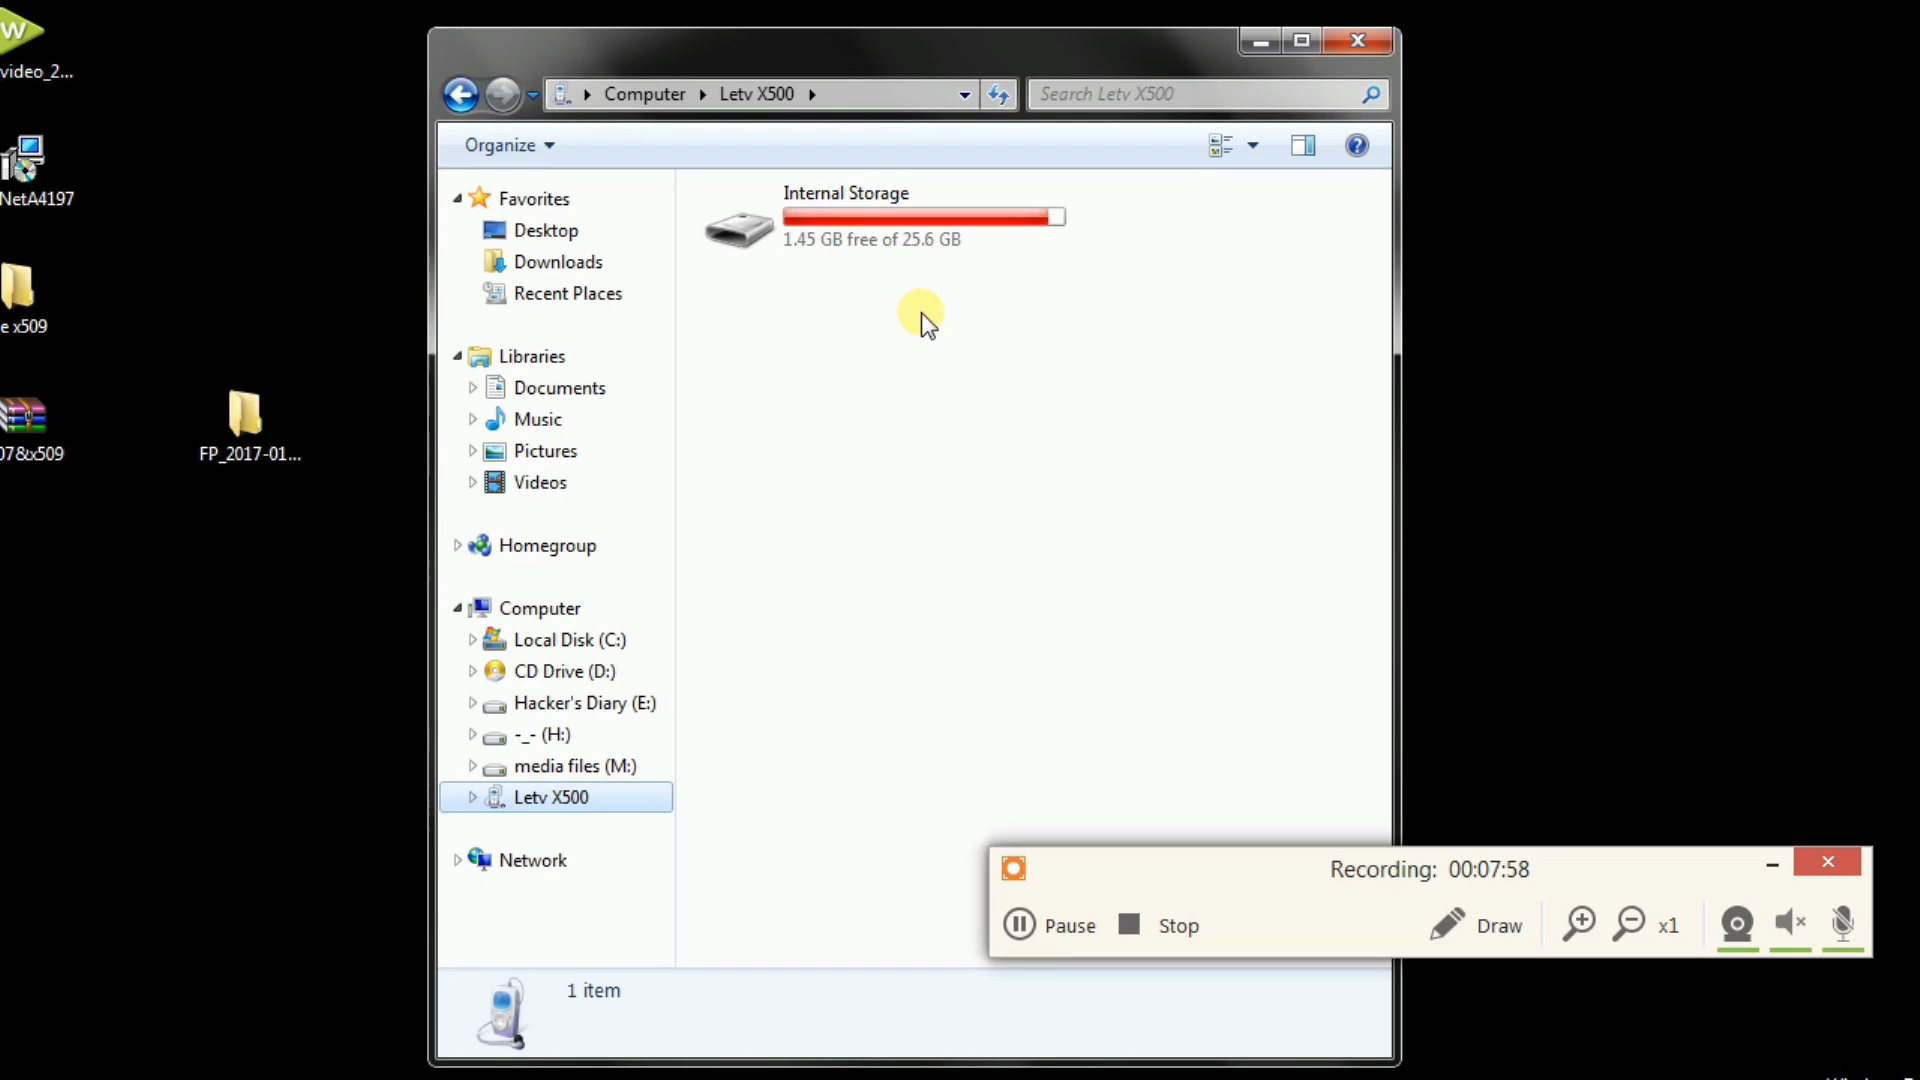 W
video_2...
NetA4197
e x509
07&x509
FP_2017-01...
Computer
Letv X500
Search Letv X500
Organize
Favorites
Desktop
Downloads
Recent Places
Libraries
Documents
Music
Pictures
Videos
Homegroup
Computer
Local Disk (C:)
CD Drive (D:)
Hacker's Diary (E:)
-_- (H:)
media files (M:)
Letv X500
Network
Internal Storage
1.45 GB free of 25.6 GB
1 item
Recording: 00:07:58
Pause
Stop
Draw
x1